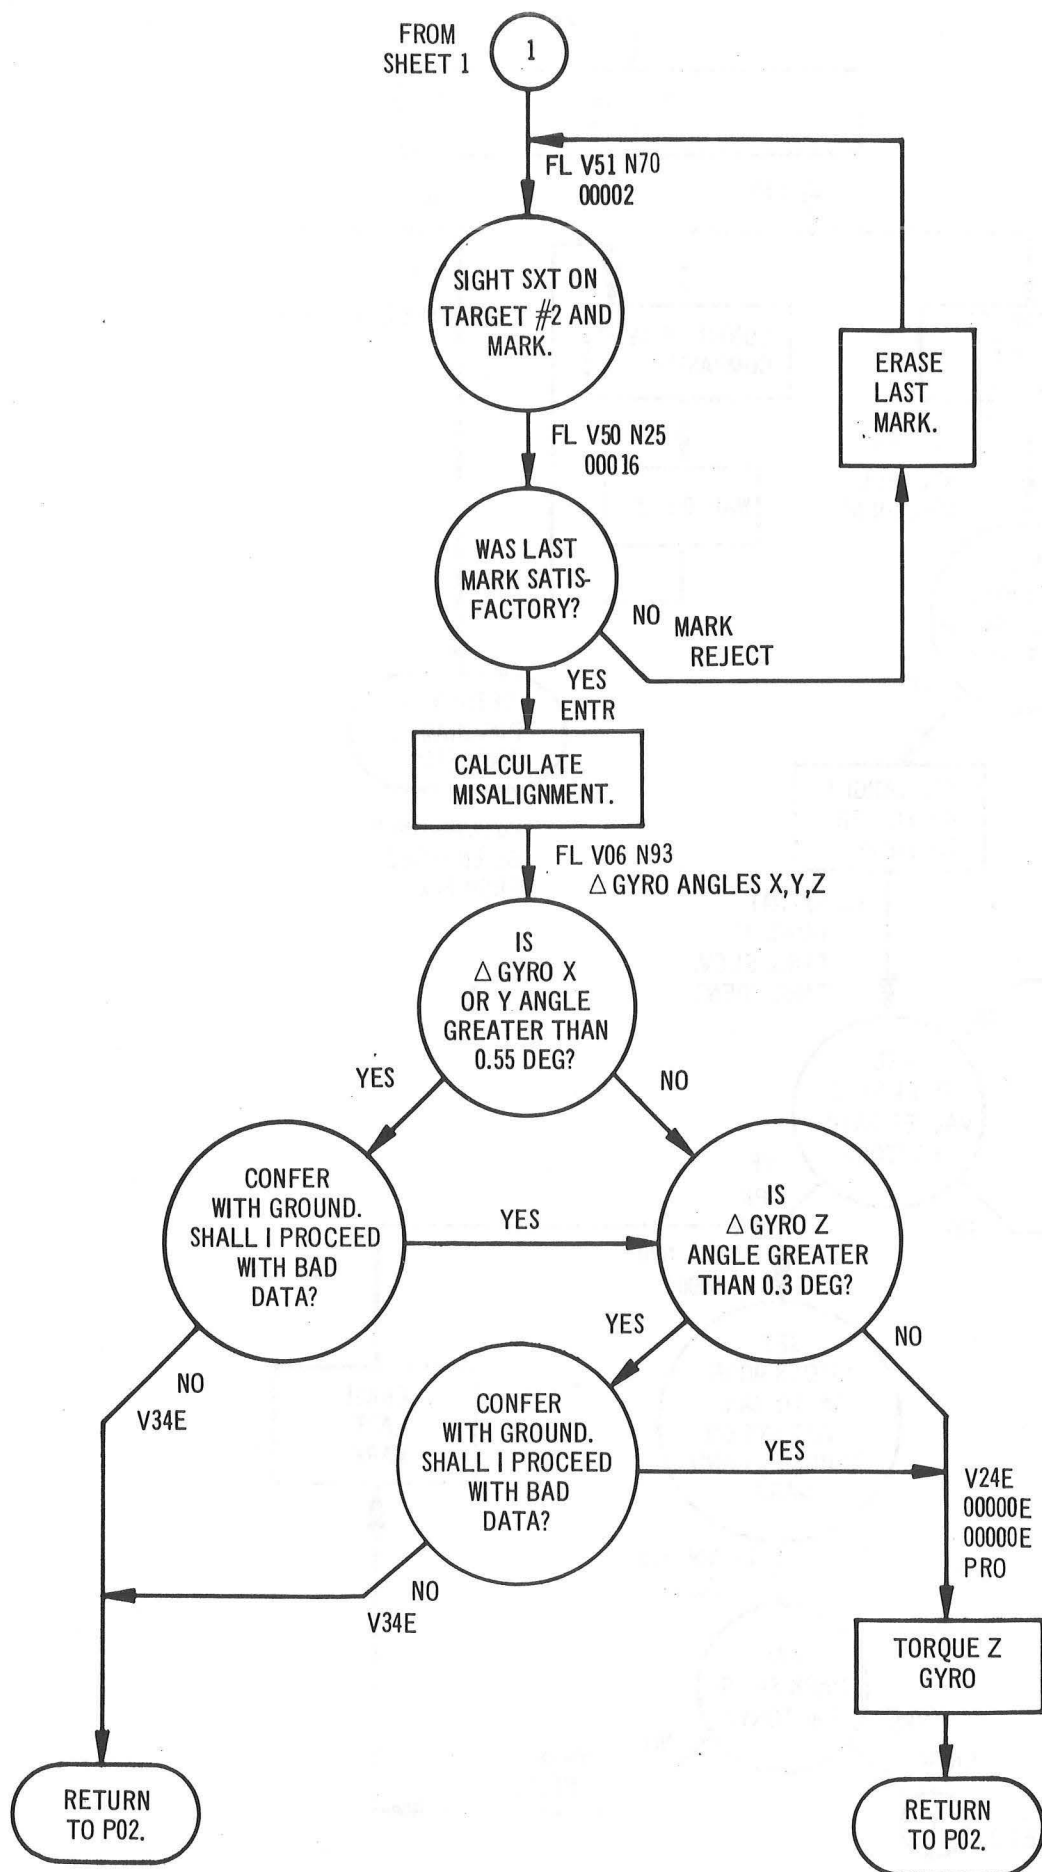 FROM
SHEET 1
1
FL V51 N70
00002
SIGHT SXT ON
TARGET #2 AND
MARK.
ERASE
LAST
MARK.
FL V50 N25
00016
WAS LAST
MARK SATIS-
FACTORY?
NO MARK
REJECT
YES
ENTR
CALCULATE
MISALIGNMENT.
FL V06 N93
△ GYRO ANGLES X,Y,Z
IS
△ GYRO X
OR Y ANGLE
GREATER THAN
0.55 DEG?
YES
NO
CONFER
WITH GROUND.
SHALL I PROCEED
WITH BAD
DATA?
YES
IS
△ GYRO Z
ANGLE GREATER
THAN 0.3 DEG?
YES
NO
NO
V34E
CONFER
WITH GROUND.
SHALL I PROCEED
WITH BAD
DATA?
YES
V24E
00000E
00000E
PRO
NO
V34E
TORQUE Z
GYRO
RETURN
TO P02.
RETURN
TO P02.